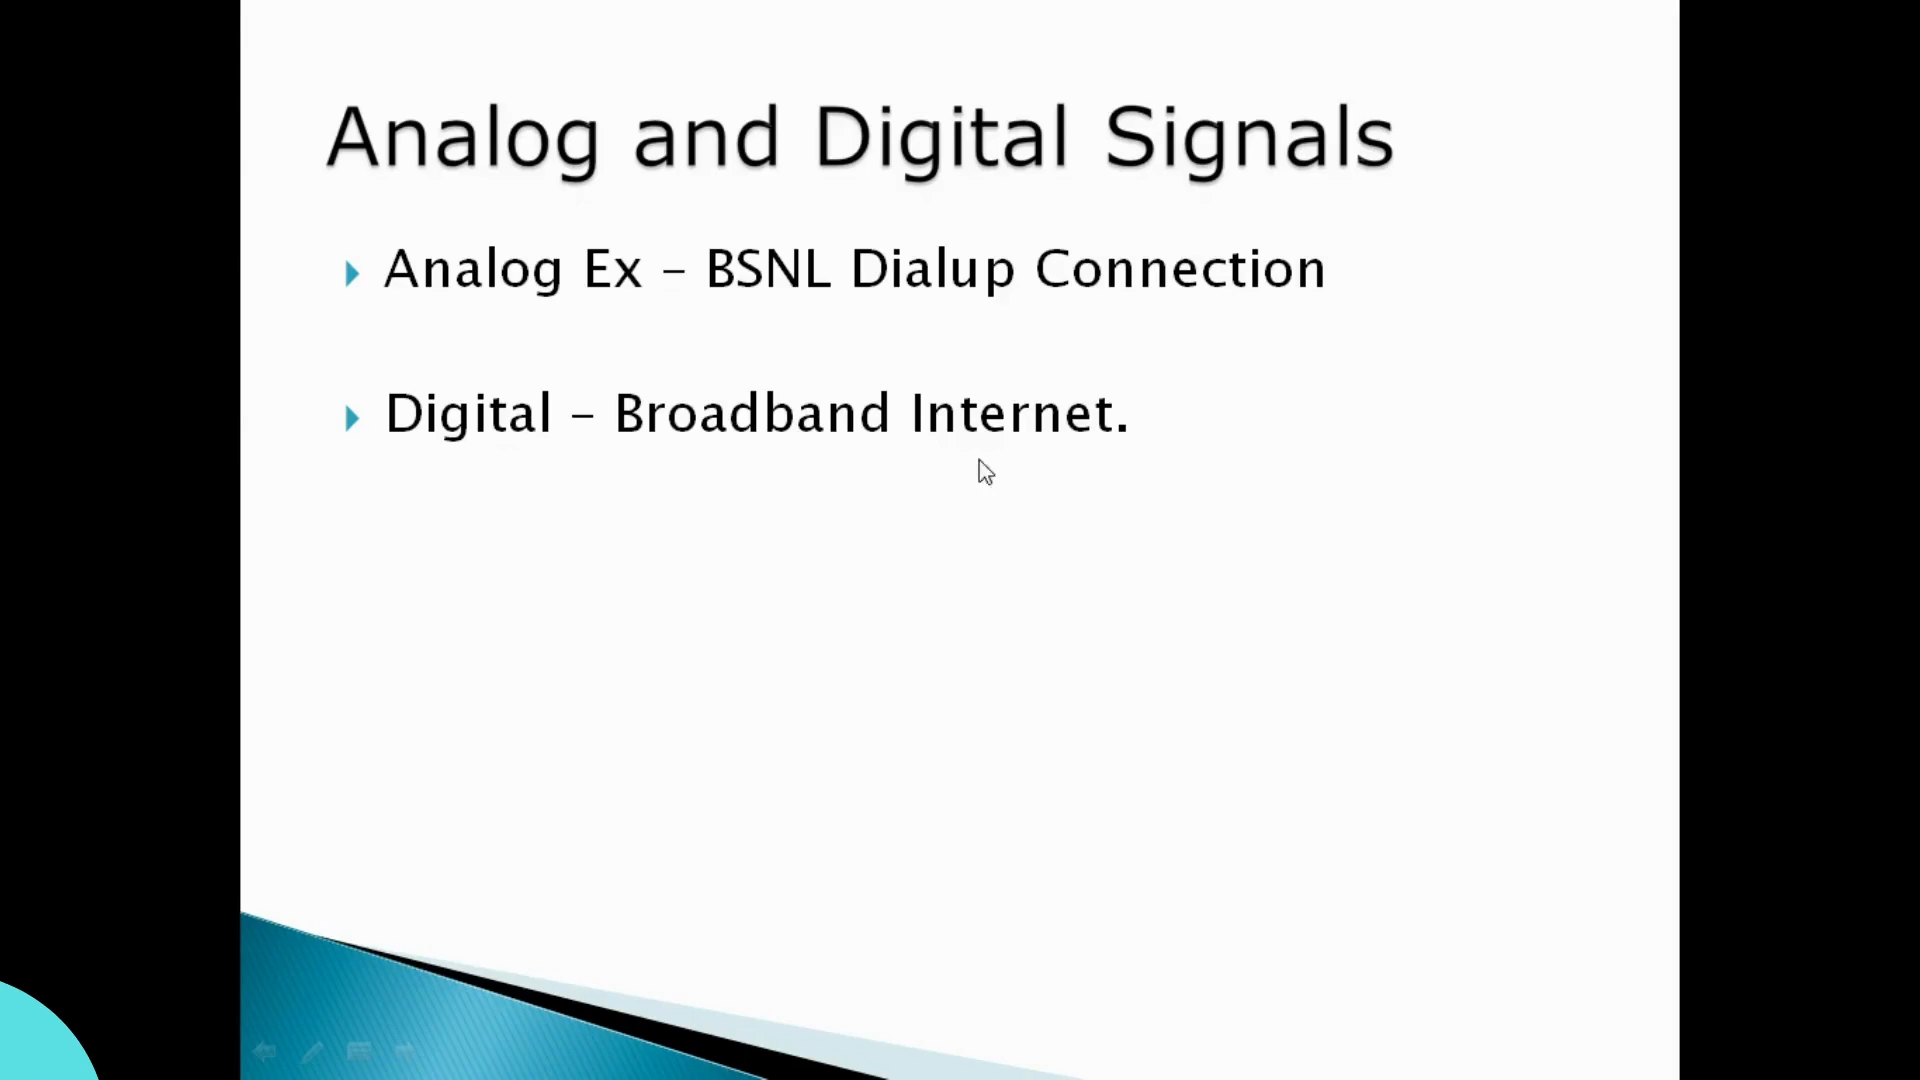 Analog and Digital Signals
Analog Ex – BSNL Dialup Connection
Digital – Broadband Internet.